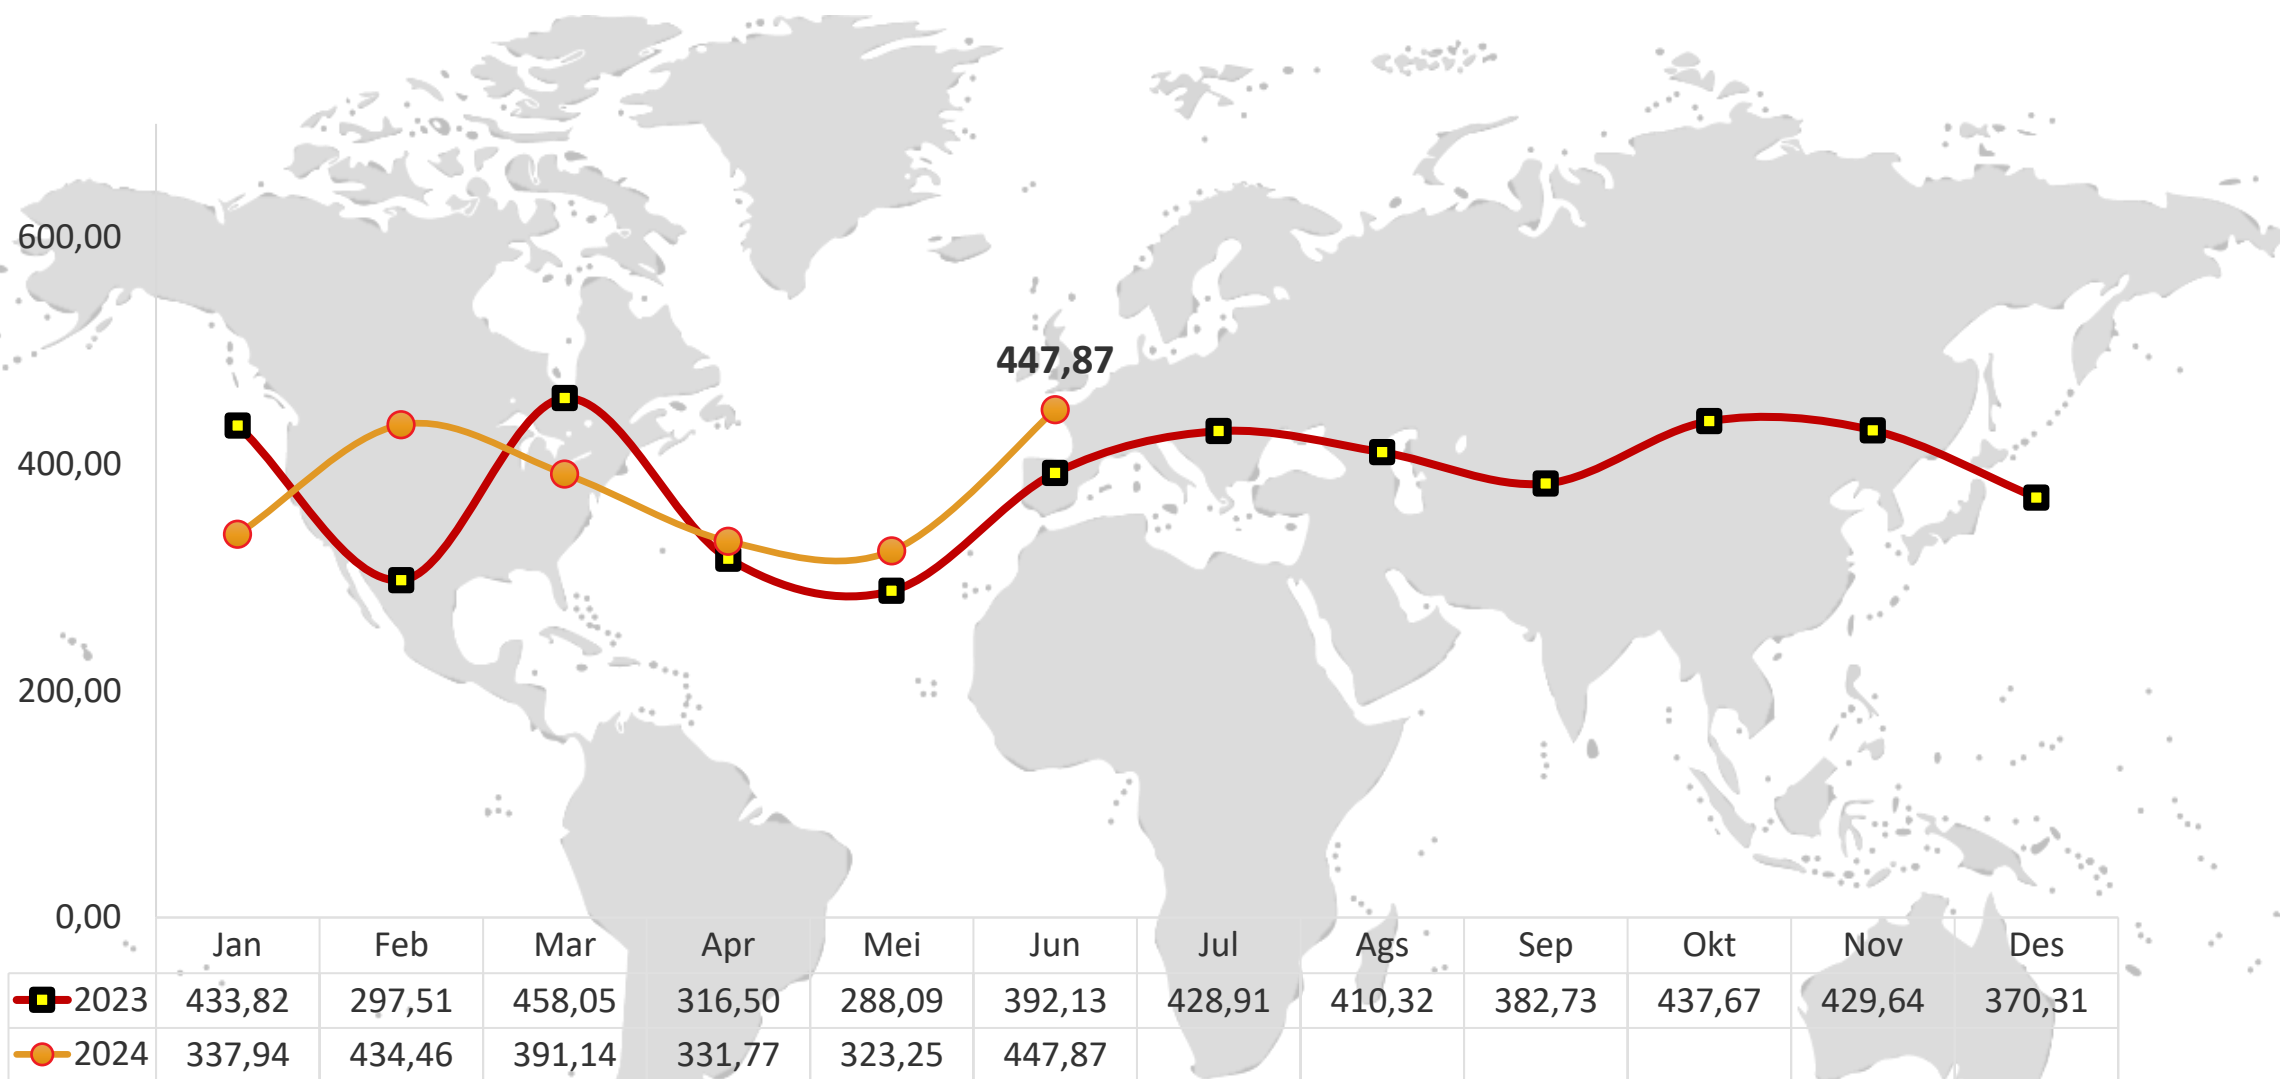 600,00
447,87
400,00
200,00
0,00
Jan Feb Mar Apr Mei Jun Jul Ags Sep Okt Nov Des
2023 433,82 297,51 458,05 316,50 288,09 392,13 428,91 410,32 382,73 437,67 429,64 370,31
2024 337,94 434,46 391,14 331,77 323,25 447,87